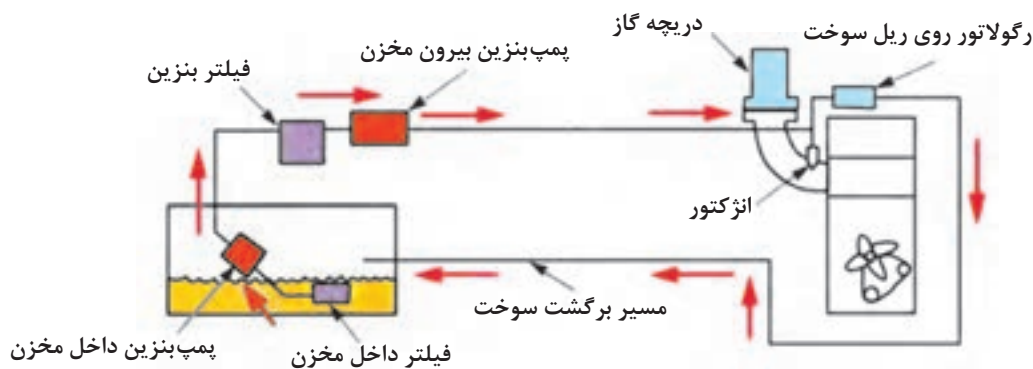 رگولاتور روی ریل سوخت
دریچه گاز
پمپ‌بنزین بیرون مخزن
فیلتر بنزین
انژکتور
مسیر برگشت سوخت
فیلتر داخل مخزن
پمپ‌بنزین داخل مخزن